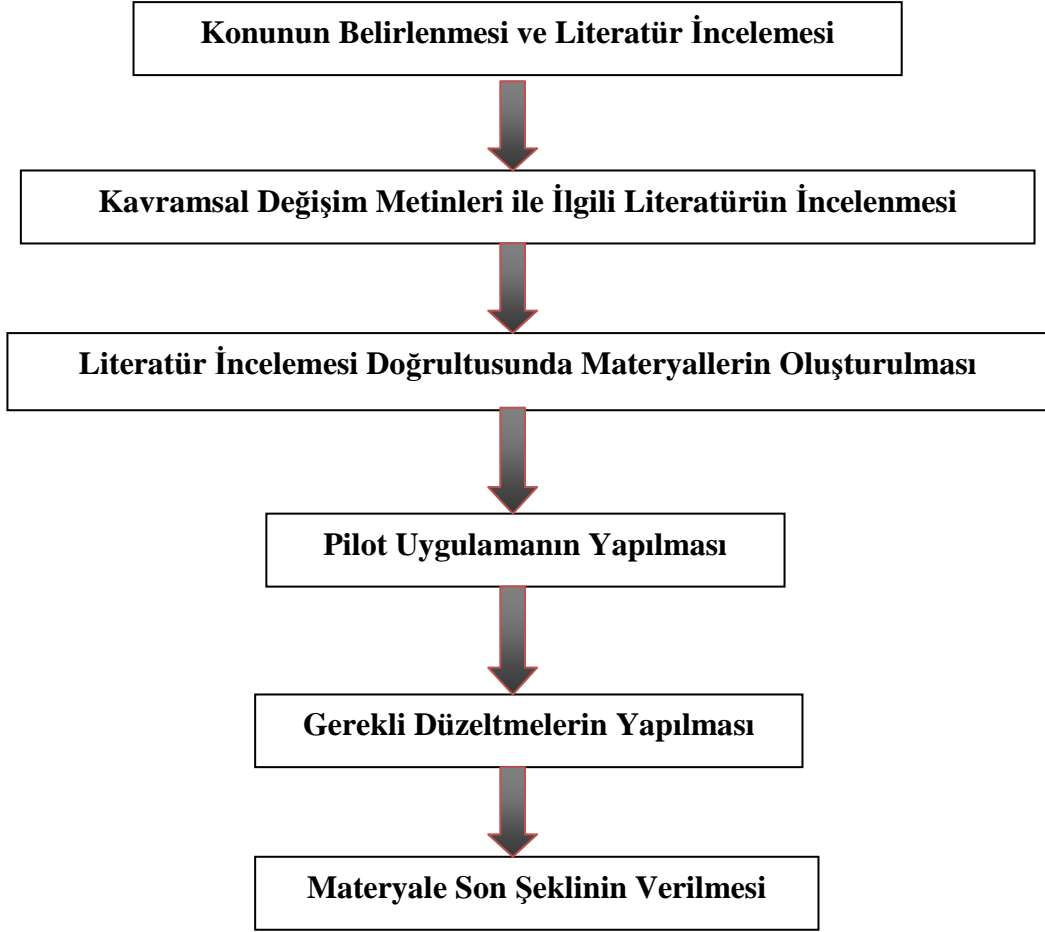 Konunun Belirlenmesi ve Literatür İncelemesi
Kavramsal Değişim Metinleri ile İlgili Literatürün İncelenmesi
Literatür İncelemesi Doğrultusunda Materyallerin Oluşturulması
Pilot Uygulamanın Yapılması
Gerekli Düzeltmelerin Yapılması
Materyale Son Şeklinin Verilmesi